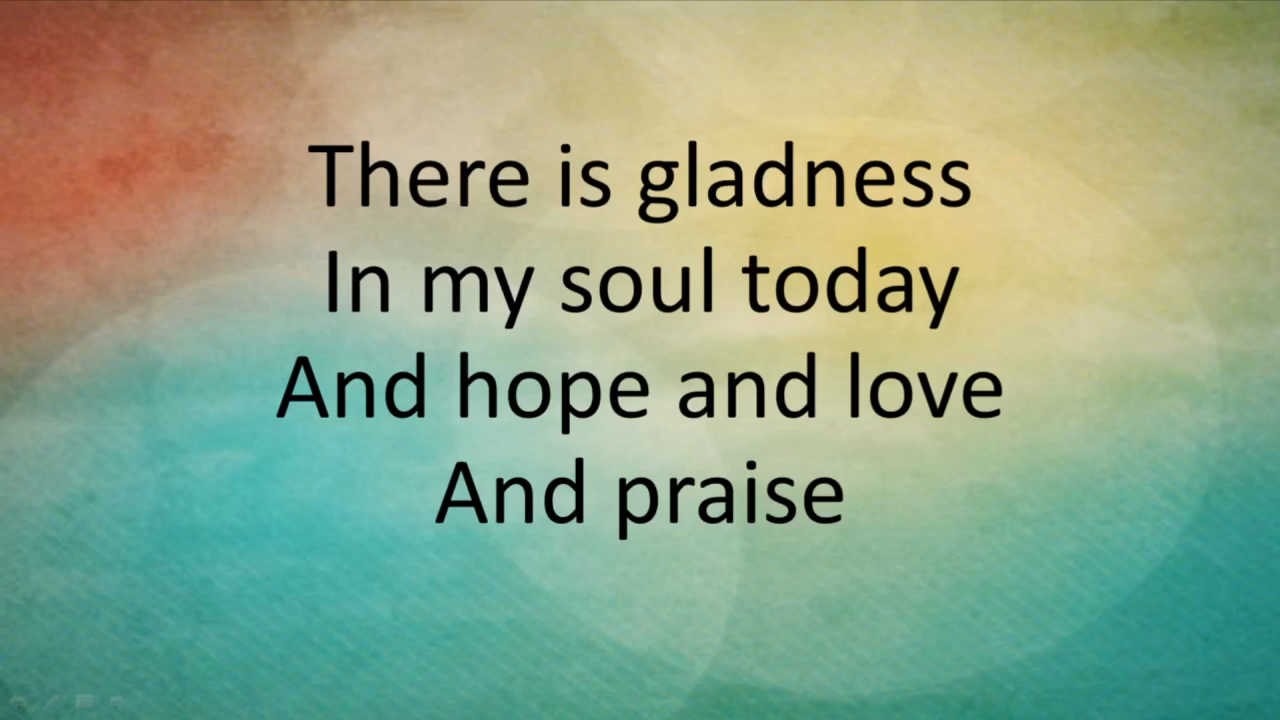 There is gladness
In my soul today
And hope and love
And praise